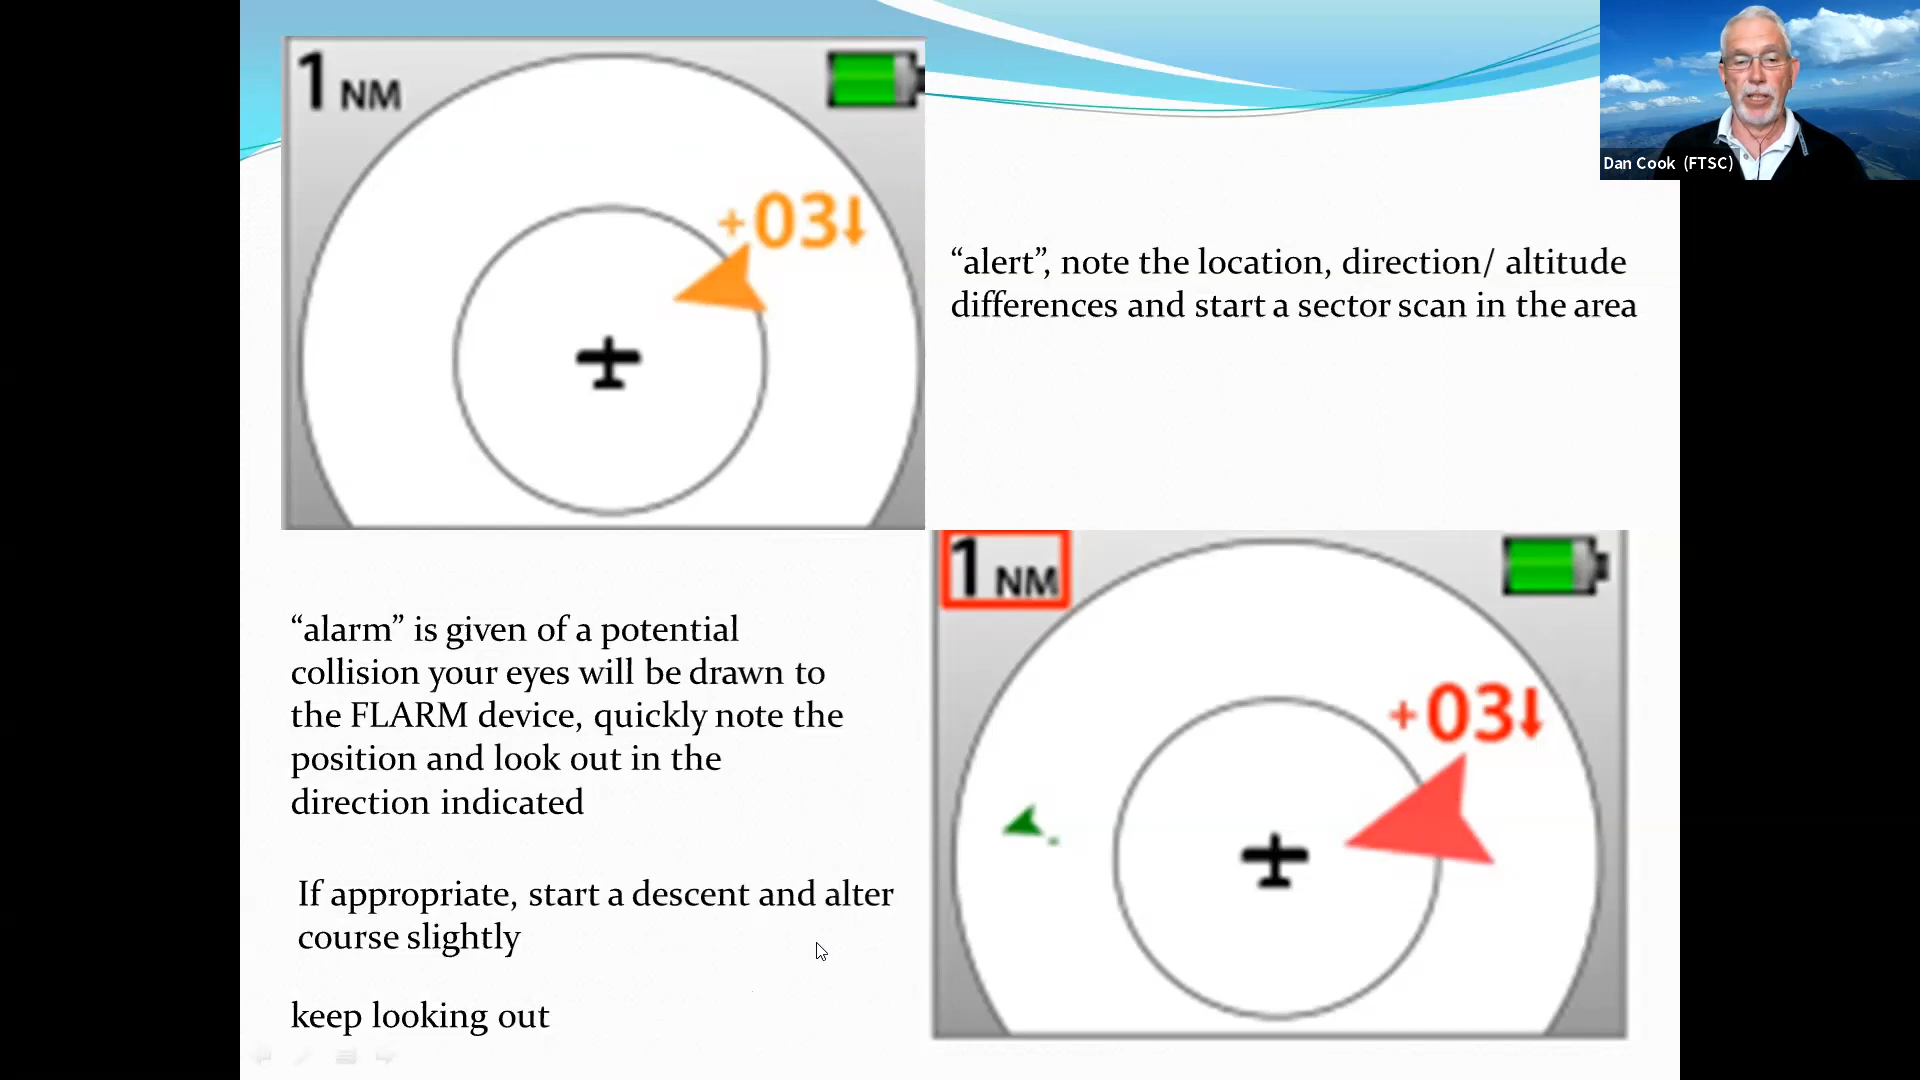 1 NM
+03↓
Dan Cook (FTSC)
“alert”, note the location, direction/ altitude
differences and start a sector scan in the area
“alarm” is given of a potential
collision your eyes will be drawn to
the FLARM device, quickly note the
position and look out in the
direction indicated
If appropriate, start a descent and alter
course slightly
keep looking out
1 NM
+03↓